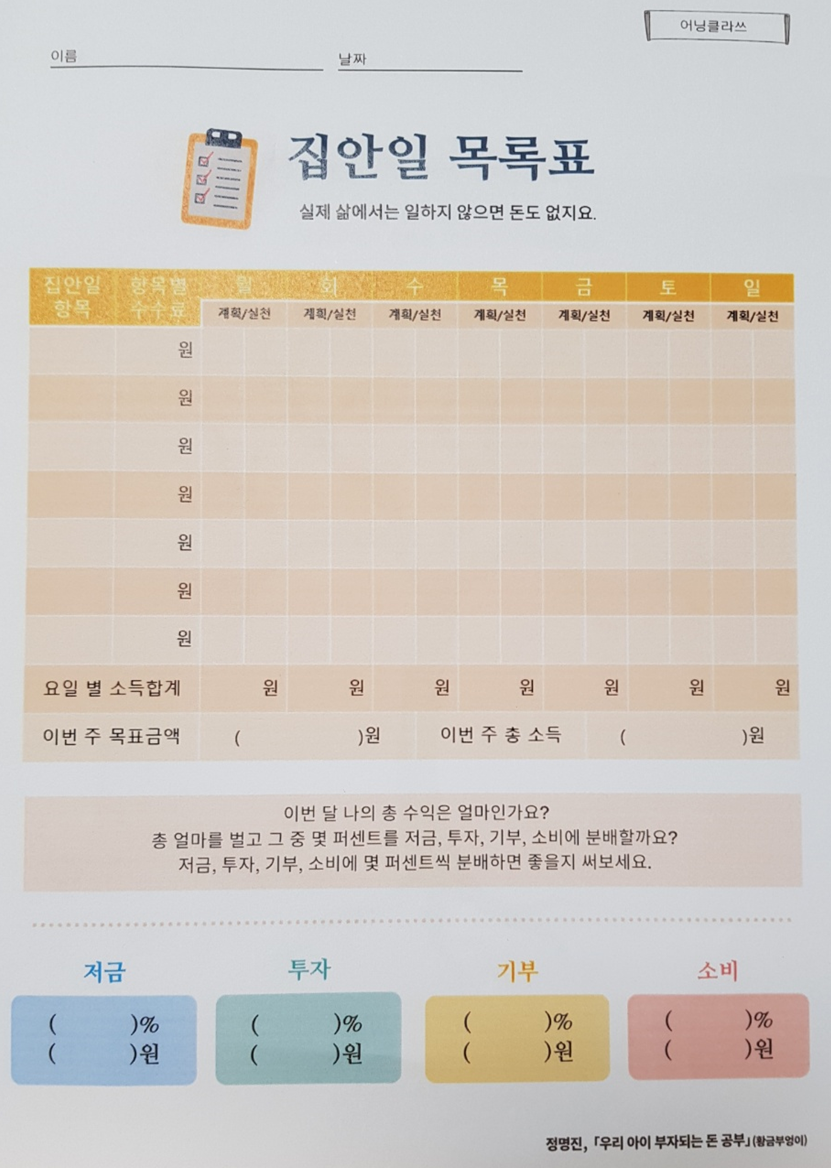 어닝클라쓰
이름 날짜
집안일 목록표
실제 삶에서는 일하지 않으면 돈도 없지요.
집안일 항목 항목별 수수료 월 화 수 목 금 토 일
계획/실천 계획/실천 계획/실천 계획/실천 계획/실천 계획/실천 계획/실천
원
원
원
원
원
원
원
요일 별 소득합계 원 원 원 원 원 원 원
이번 주 목표금액 ( )원 이번 주 총 소득 ( )원
이번 달 나의 총 수익은 얼마인가요?
총 얼마를 벌고 그 중 몇 퍼센트를 저금, 투자, 기부, 소비에 분배할까요?
저금, 투자, 기부, 소비에 몇 퍼센트씩 분배하면 좋을지 써보세요.
저금 투자 기부 소비
( )% ( )% ( )% ( )%
( )원 ( )원 ( )원 ( )원
정명진, 「우리 아이 부자되는 돈 공부」(황금부엉이)